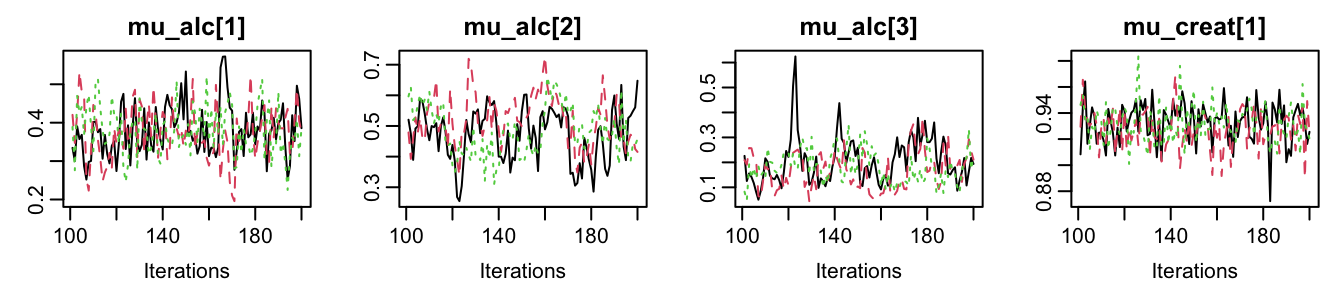 mu_alc[1] mu_alc[2] mu_alc[3] mu_creat[1]
0.4 0.2 0.7 0.5 0.3 0.5 0.3 0.1 0.94 0.88
100 140 180 100 140 180 100 140 180 100 140 180
Iterations Iterations Iterations Iterations